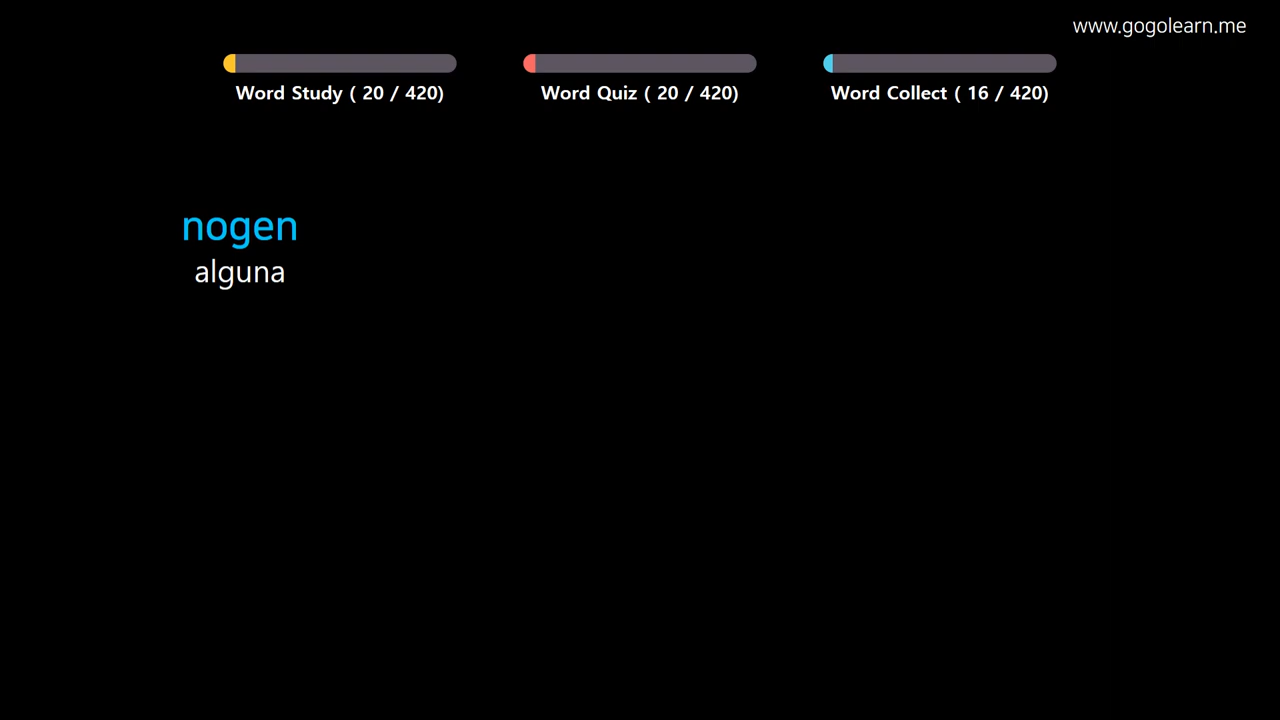 www.gogolearn.me
Word Study ( 20 / 420)
Word Quiz ( 20 / 420)
Word Collect ( 16 / 420)
nogen
alguna